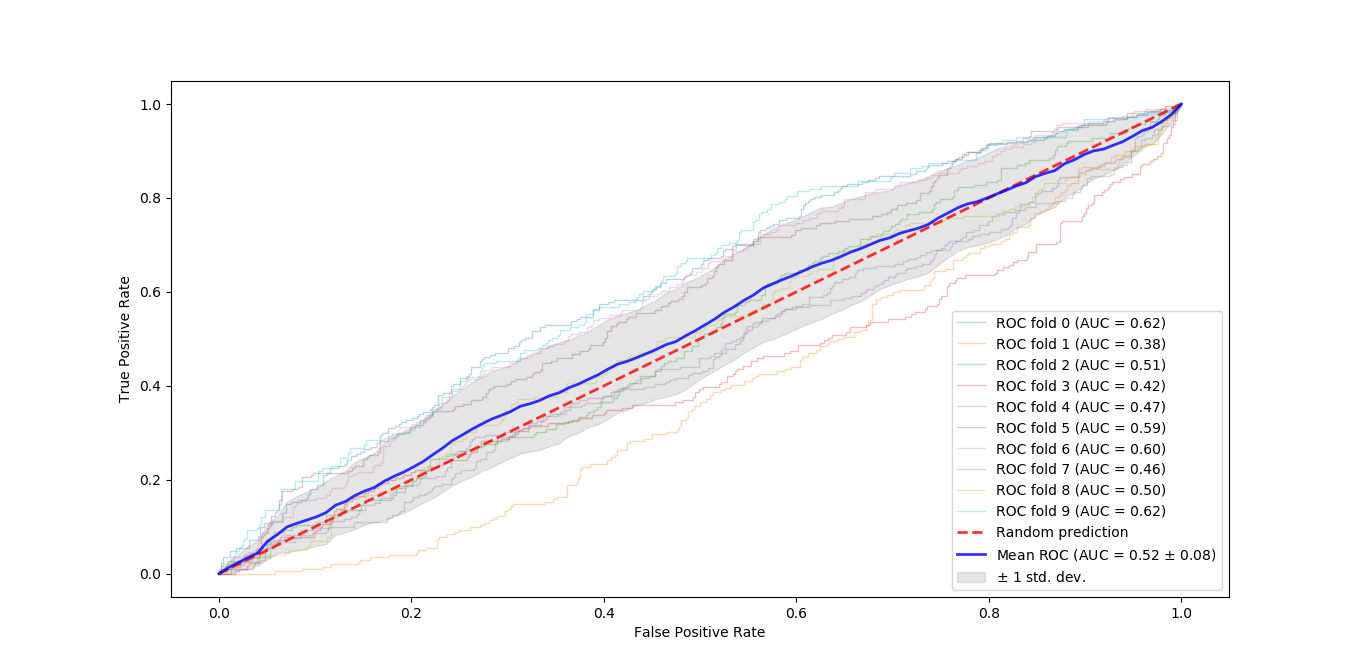 1.0
0.8
0.6
0.4
0.2
0.0
True Positive Rate
0.0 0.2 0.4 0.6 0.8 1.0
False Positive Rate
ROC fold 0 (AUC = 0.62)
ROC fold 1 (AUC = 0.38)
ROC fold 2 (AUC = 0.51)
ROC fold 3 (AUC = 0.42)
ROC fold 4 (AUC = 0.47)
ROC fold 5 (AUC = 0.59)
ROC fold 6 (AUC = 0.60)
ROC fold 7 (AUC = 0.46)
ROC fold 8 (AUC = 0.50)
ROC fold 9 (AUC = 0.62)
Random prediction
Mean ROC (AUC = 0.52 ± 0.08)
± 1 std. dev.